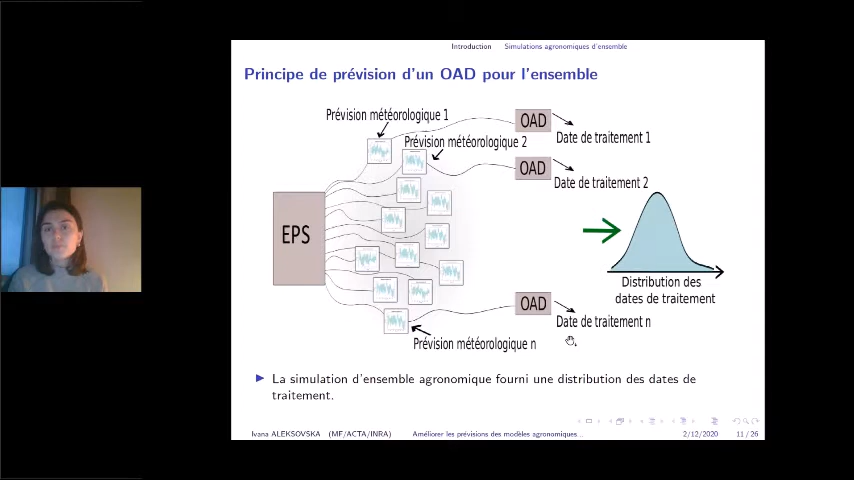 Introduction Simulations agronomiques d'ensemble
Principe de prévision d'un OAD pour l'ensemble
Prévision météorologique 1
OAD
Date de traitement 1
Prévision météorologique 2
OAD
Date de traitement 2
EPS
Distribution des
dates de traitement
OAD
Date de traitement n
Prévision météorologique n
La simulation d'ensemble agronomique fourni une distribution des dates de
traitement.
Ivana ALEKSOVSKA (MF/ACTA/INRA) Améliorer les prévisions des modèles agronomiques... 2/12/2020 11 / 26